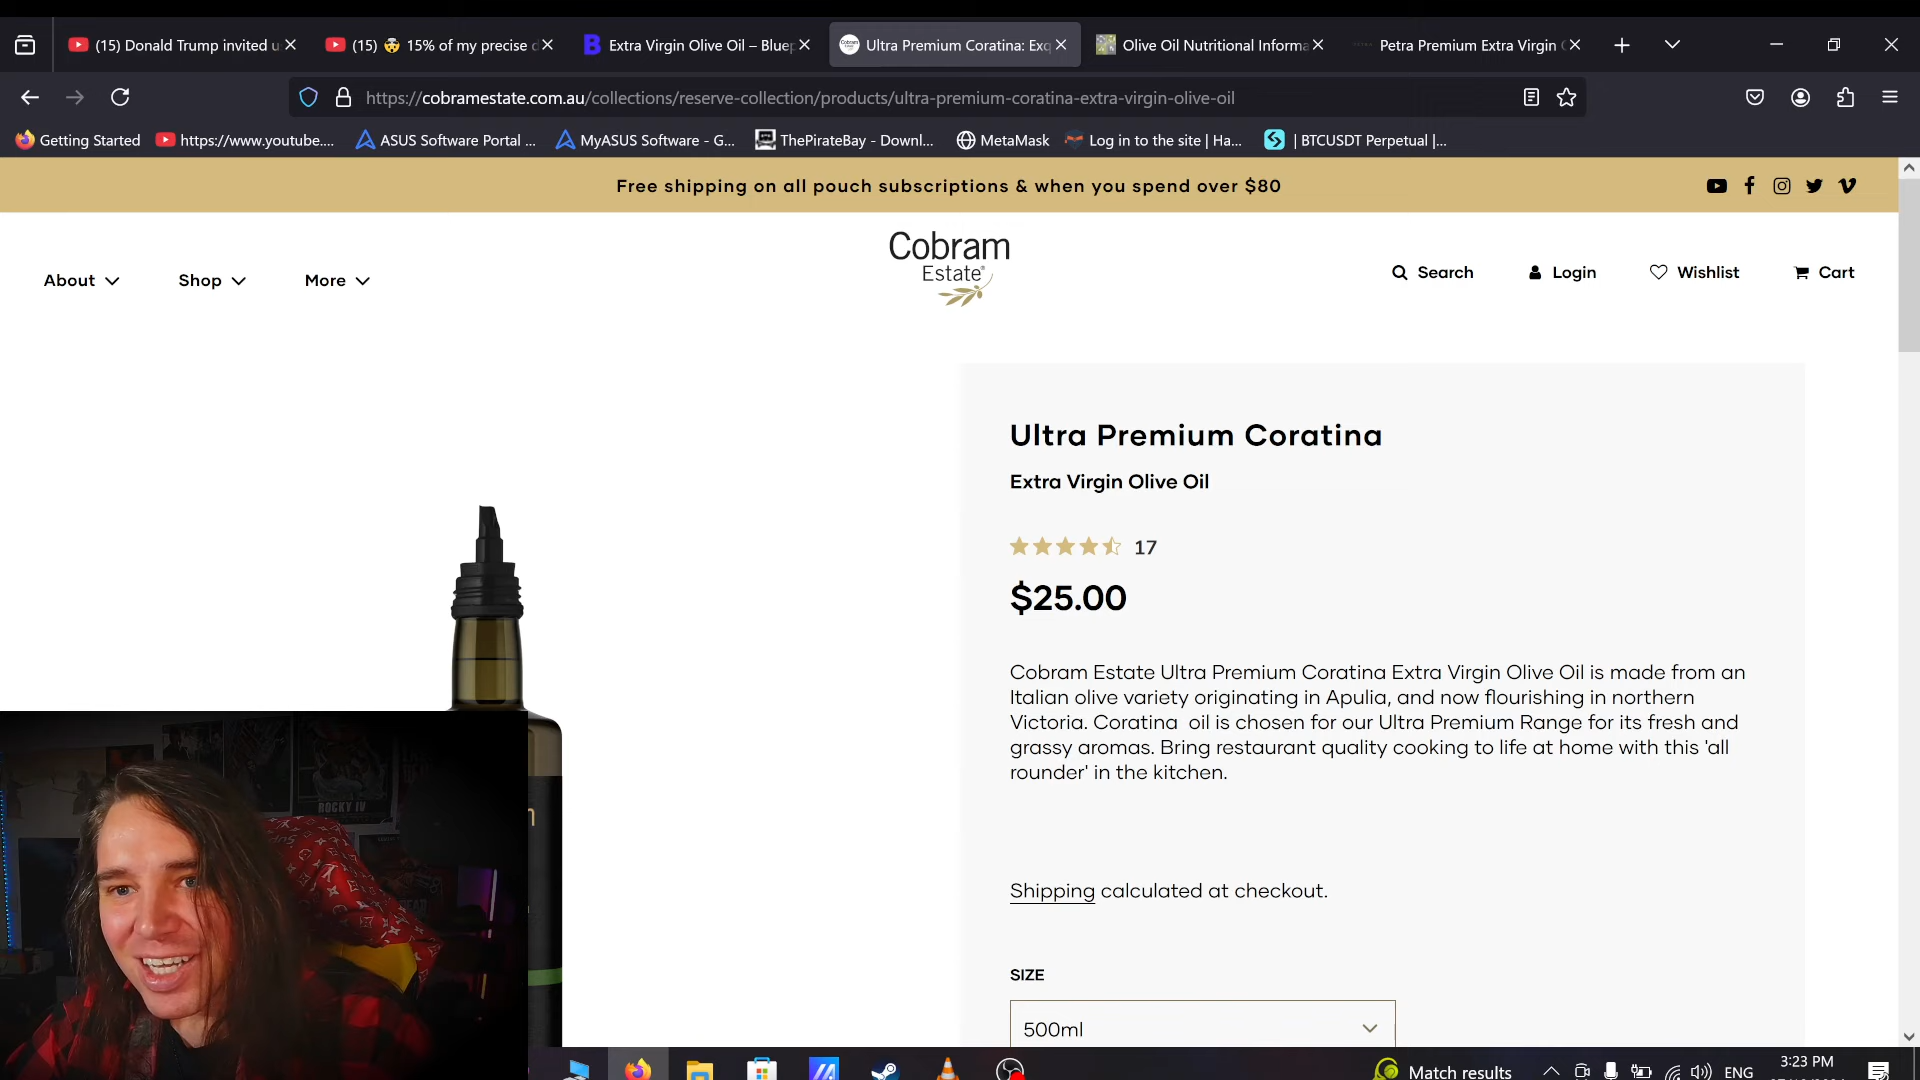 (15) Donald Trump invited u
(15) 🤯 15% of my precise d
Extra Virgin Olive Oil – Bluep
Ultra Premium Coratina: Exq
Olive Oil Nutritional Informa
Petra Premium Extra Virgin
https://cobramestate.com.au/collections/reserve-collection/products/ultra-premium-coratina-extra-virgin-olive-oil
Getting Started
https://www.youtube....
ASUS Software Portal ...
MyASUS Software - G...
ThePirateBay - Downl...
MetaMask
Log in to the site | Ha...
| BTCUSDT Perpetual |...
Free shipping on all pouch subscriptions & when you spend over $80
About
Shop
More
Cobram
Estate®
Search
Login
Wishlist
Cart
Ultra Premium Coratina
Extra Virgin Olive Oil
17
$25.00
Cobram Estate Ultra Premium Coratina Extra Virgin Olive Oil is made from an
Italian olive variety originating in Apulia, and now flourishing in northern
Victoria. Coratina oil is chosen for our Ultra Premium Range for its fresh and
grassy aromas. Bring restaurant quality cooking to life at home with this 'all
rounder' in the kitchen.
Shipping calculated at checkout.
SIZE
500ml
ROCKY IV
Match results
ENG
3:23 PM